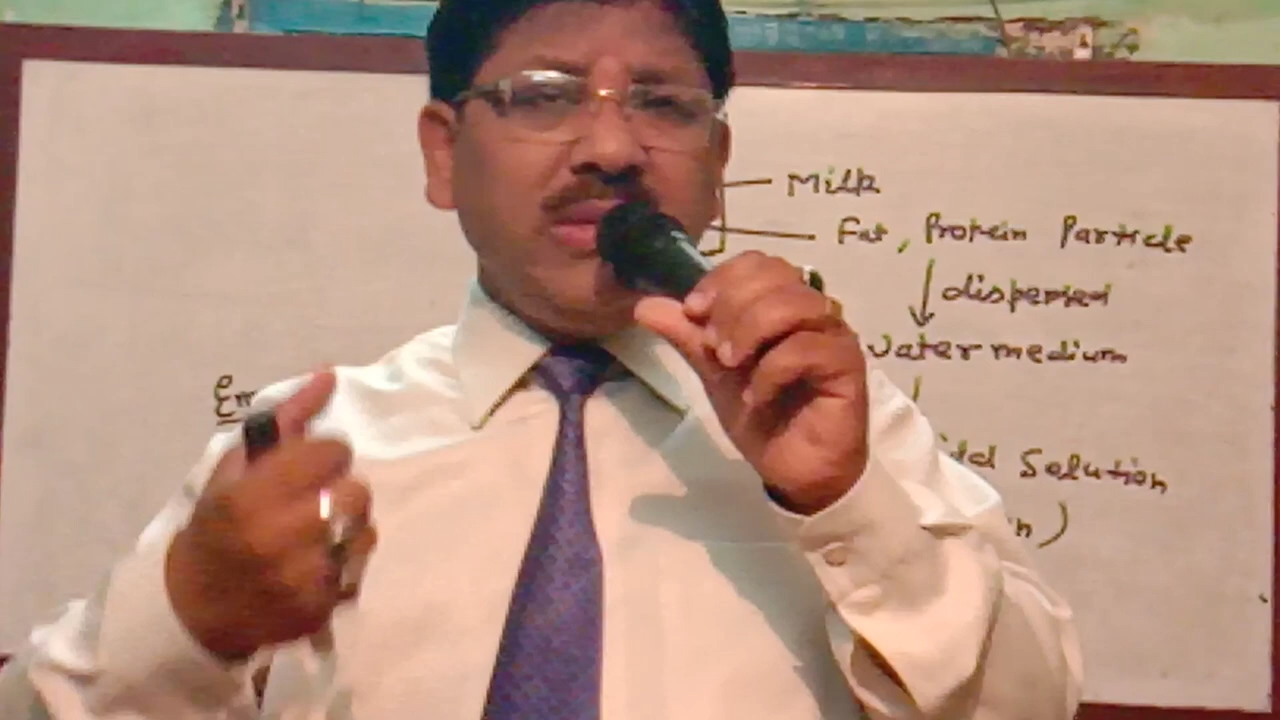 Milk
Fat, Protein Particle
dispersed
water medium
Solution